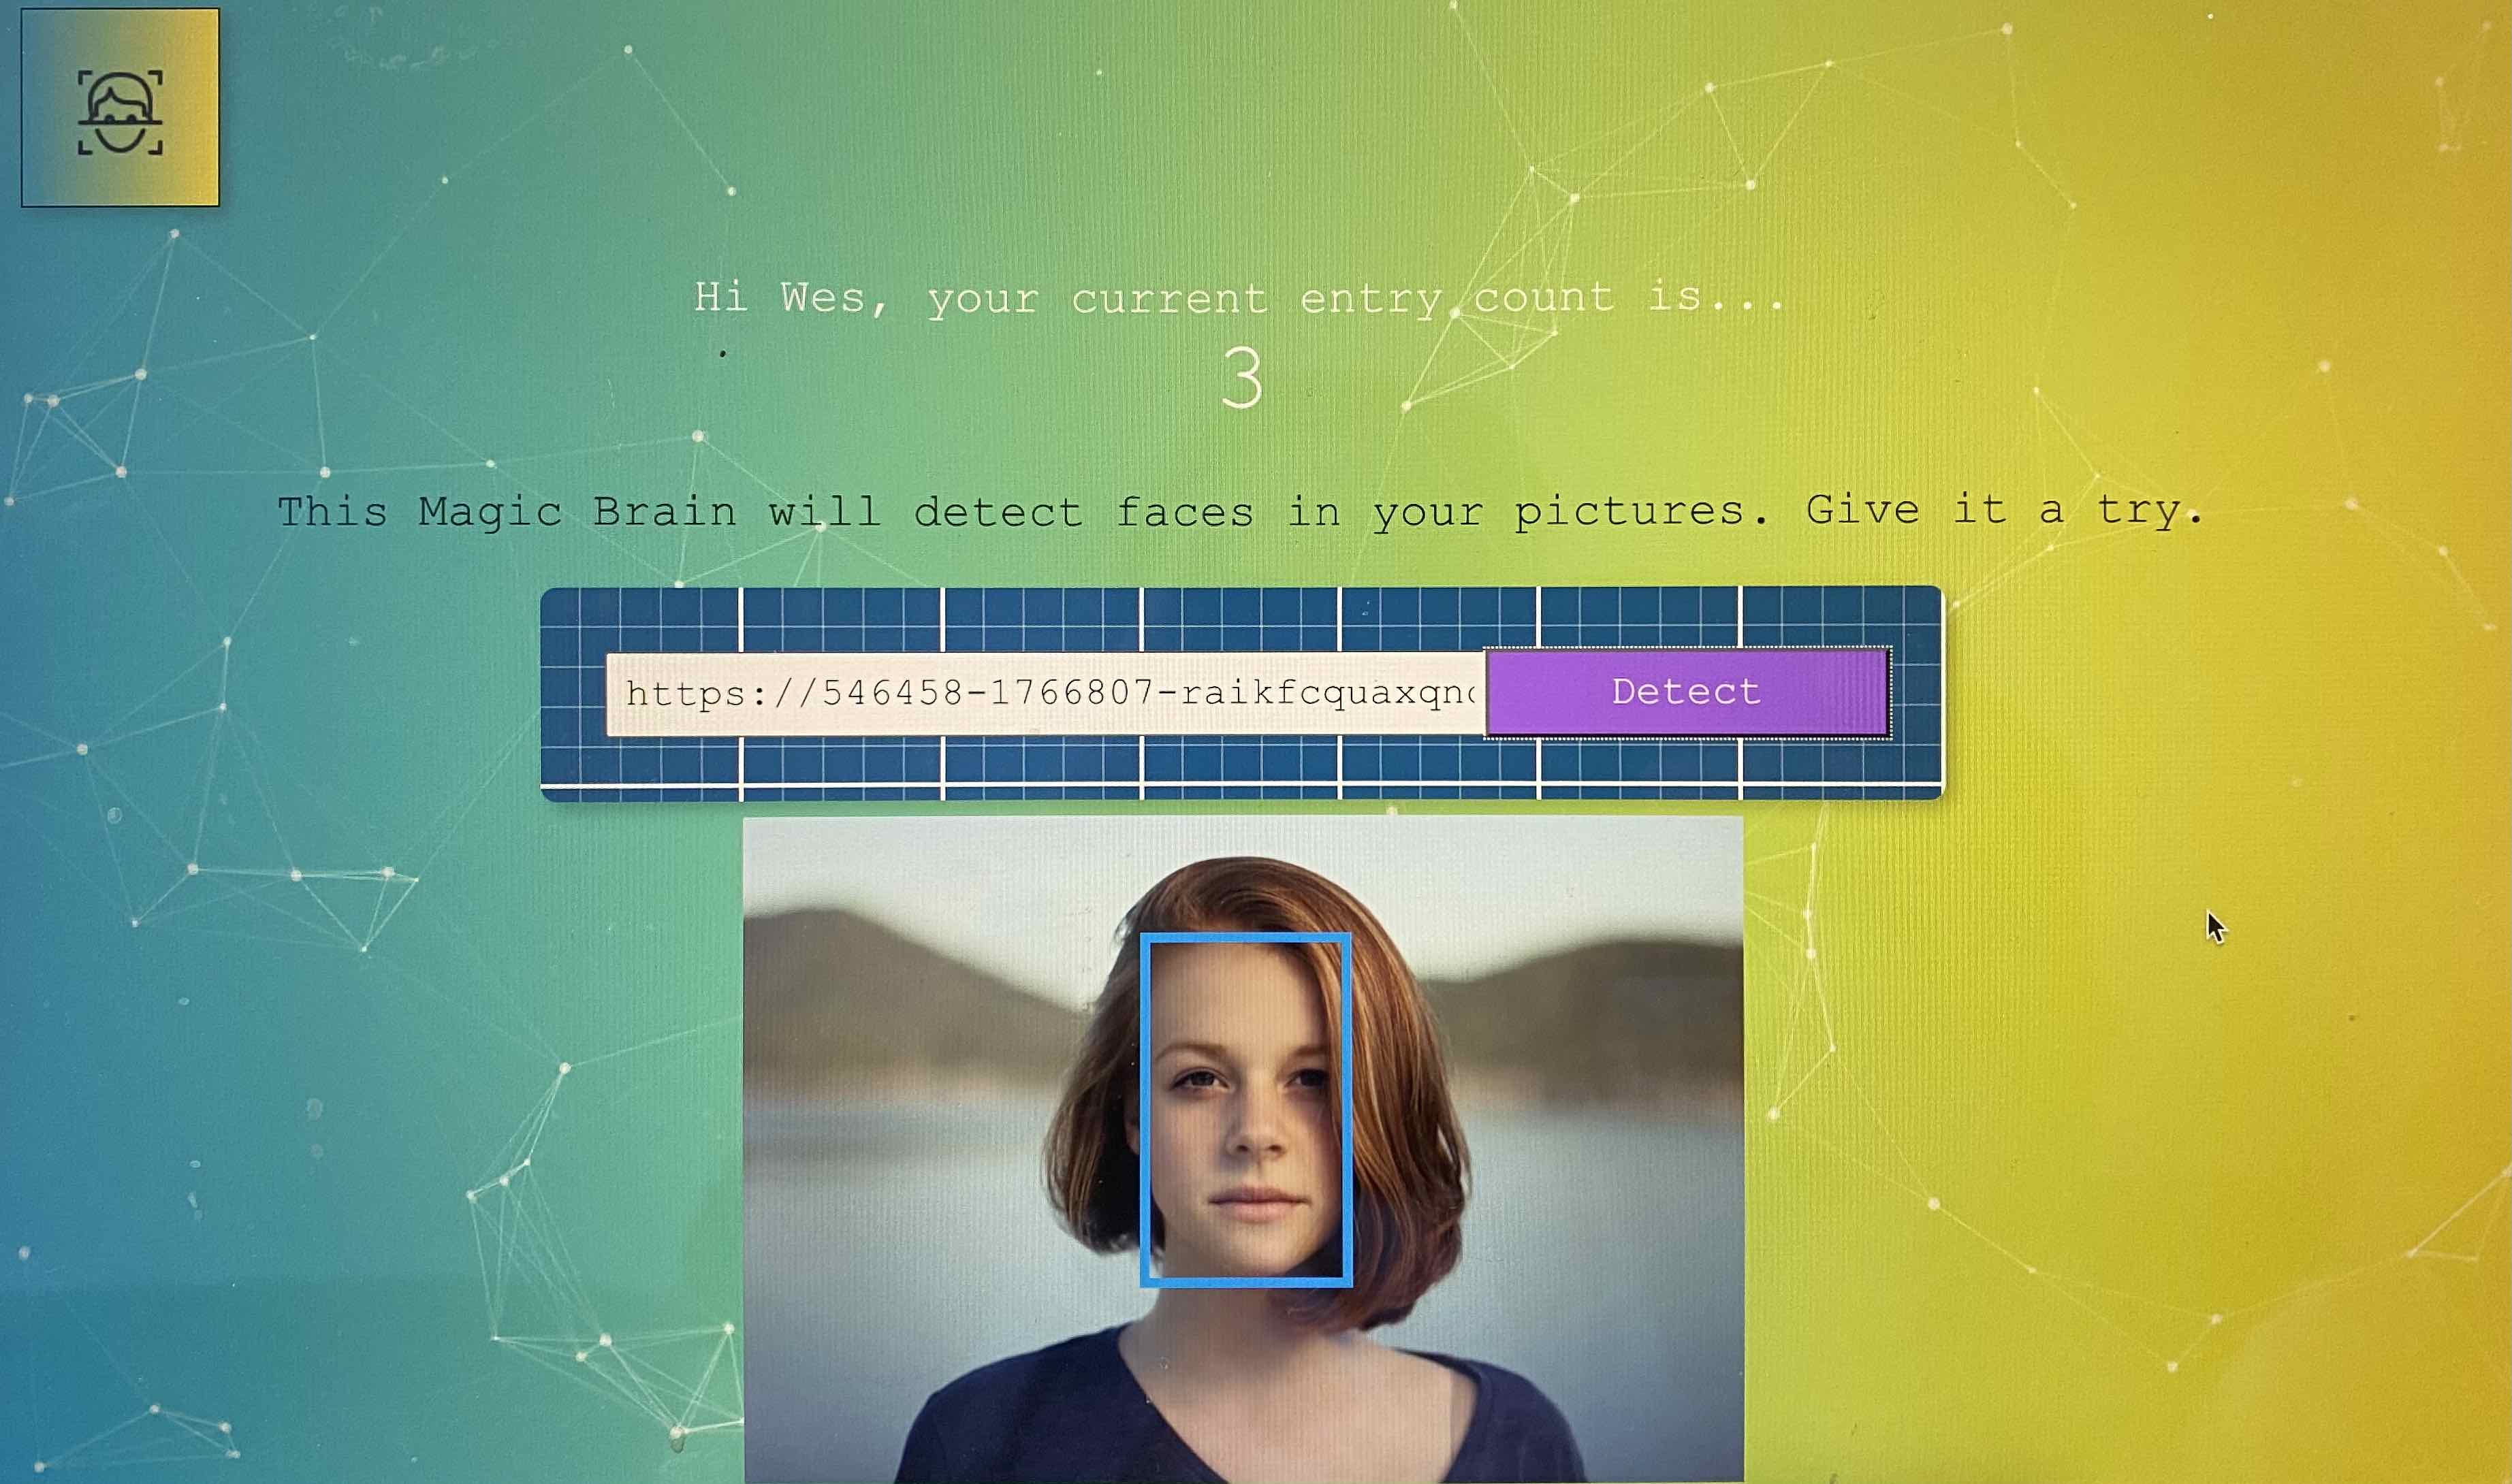 Hi Wes, your current entry count is...
3
This Magic Brain will detect faces in your pictures. Give it a try.
https://546458-1766807-raikfcquaxqn
Detect